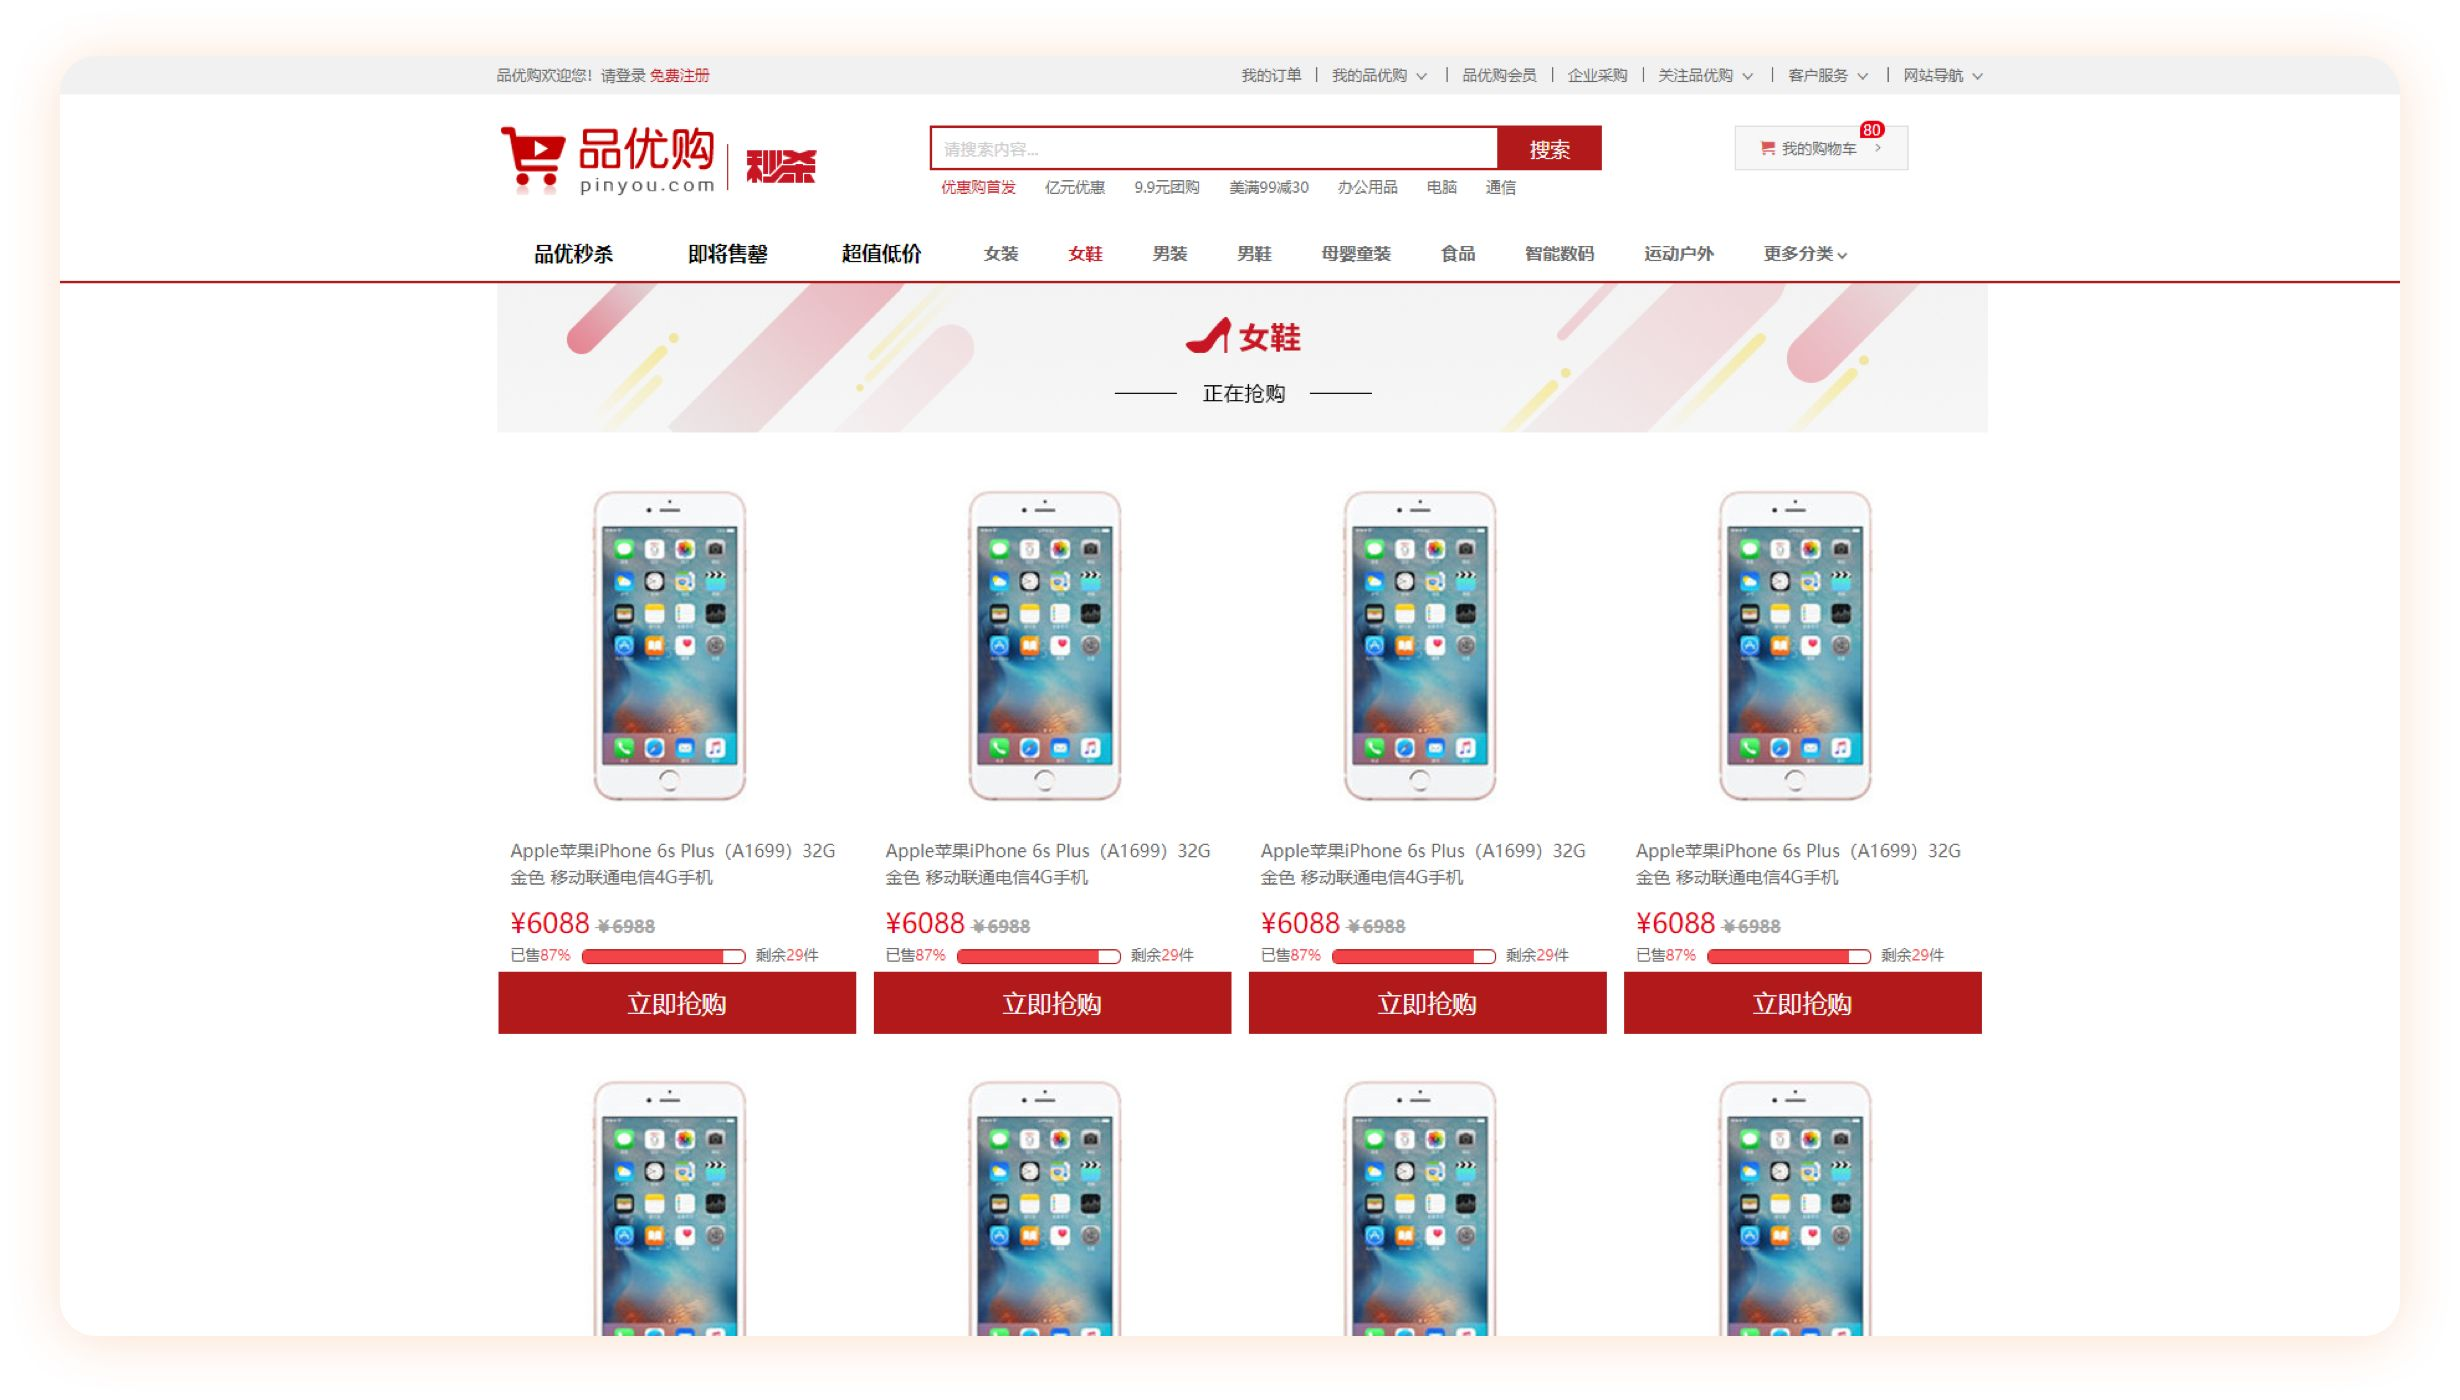 品优购欢迎您! 请登录 免费注册
我的订单 | 我的品优购 | 品优购会员 | 企业采购 | 关注品优购 | 客户服务 | 网站导航
品优购
pinyou.com
秒杀
请搜索内容...
搜索
80
我的购物车
优惠购首发 亿元优惠 9.9元团购 美满99减30 办公用品 电脑 通信
品优秒杀 即将售罄 超值低价 女装 女鞋 男装 男鞋 母婴童装 食品 智能数码 运动户外 更多分类
女鞋
正在抢购
Apple苹果iPhone 6s Plus（A1699）32G
金色 移动联通电信4G手机
¥6088 ¥6988
已售87% 剩余29件
立即抢购
Apple苹果iPhone 6s Plus（A1699）32G
金色 移动联通电信4G手机
¥6088 ¥6988
已售87% 剩余29件
立即抢购
Apple苹果iPhone 6s Plus（A1699）32G
金色 移动联通电信4G手机
¥6088 ¥6988
已售87% 剩余29件
立即抢购
Apple苹果iPhone 6s Plus（A1699）32G
金色 移动联通电信4G手机
¥6088 ¥6988
已售87% 剩余29件
立即抢购